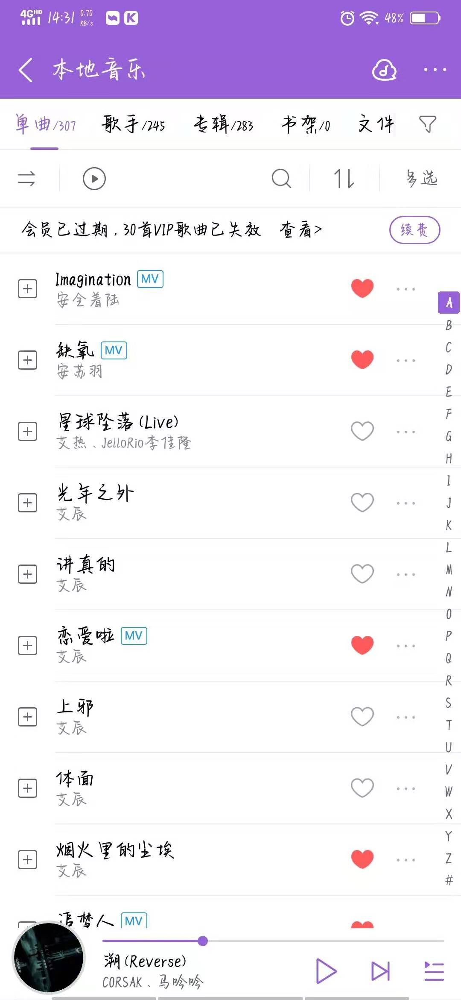 4G HD 14:31 0.70 KB/s K 48%
本地音乐
单曲/307 歌手/245 专辑/283 书架/0 文件
多选
会员已过期，30首VIP歌曲已失效 查看> 续费
Imagination MV
安全着陆
缺氧 MV
安苏羽
星球坠落(Live)
艾热、JelloRio李佳隆
光年之外
艾辰
讲真的
艾辰
恋爱啦 MV
艾辰
上邪
艾辰
体面
艾辰
烟火里的尘埃
艾辰
追梦人 MV
A
B
C
D
E
F
G
H
I
J
K
L
M
N
O
P
Q
R
S
T
U
V
W
X
Y
Z
#
REVERSE
CORSAK
溯(Reverse)
CORSAK、马吟吟